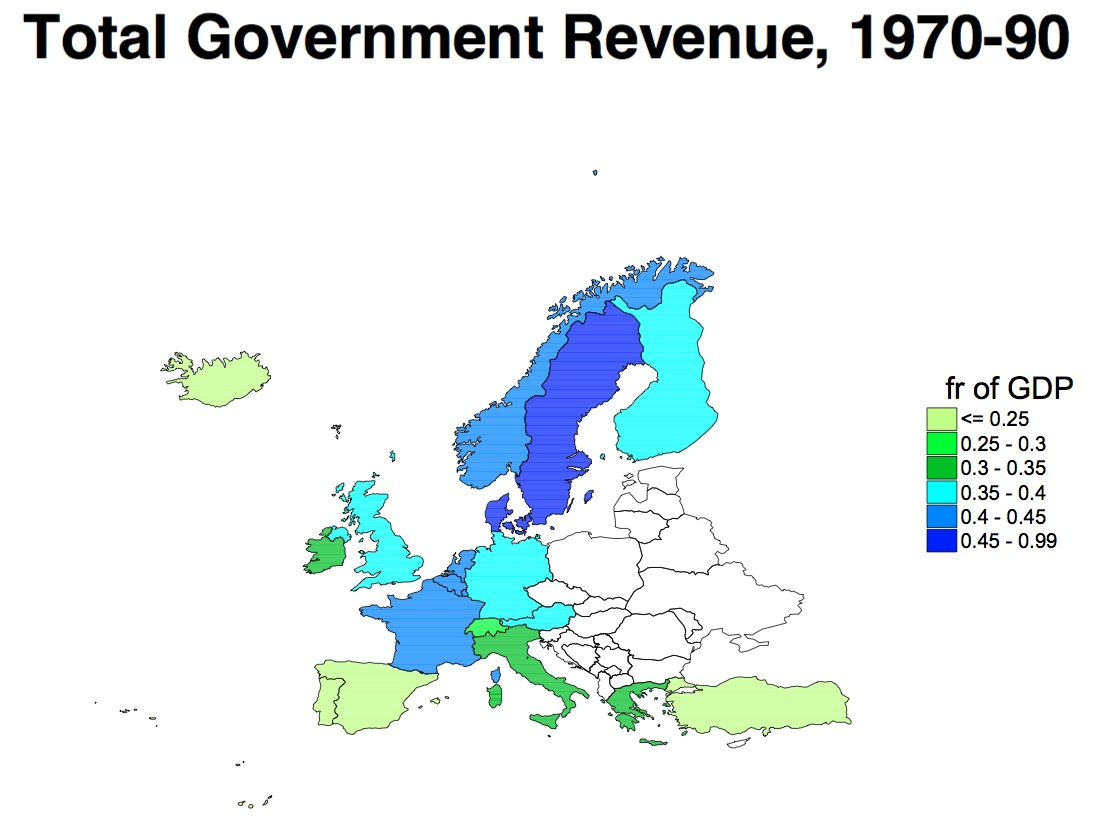 Total Government Revenue, 1970-90
fr of GDP
<= 0.25
0.25 - 0.3
0.3 - 0.35
0.35 - 0.4
0.4 - 0.45
0.45 - 0.99